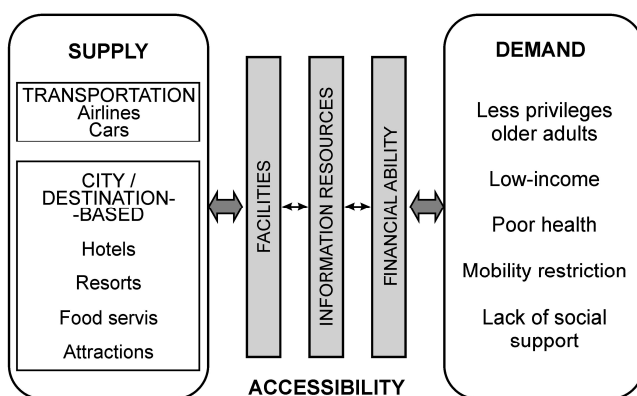 SUPPLY
TRANSPORTATION
Airlines
Cars
CITY /
DESTINATION-
-BASED
Hotels
Resorts
Food servis
Attractions
FACILITIES
INFORMATION RESOURCES
FINANCIAL ABILITY
ACCESSIBILITY
DEMAND
Less privileges
older adults
Low-income
Poor health
Mobility restriction
Lack of social
support